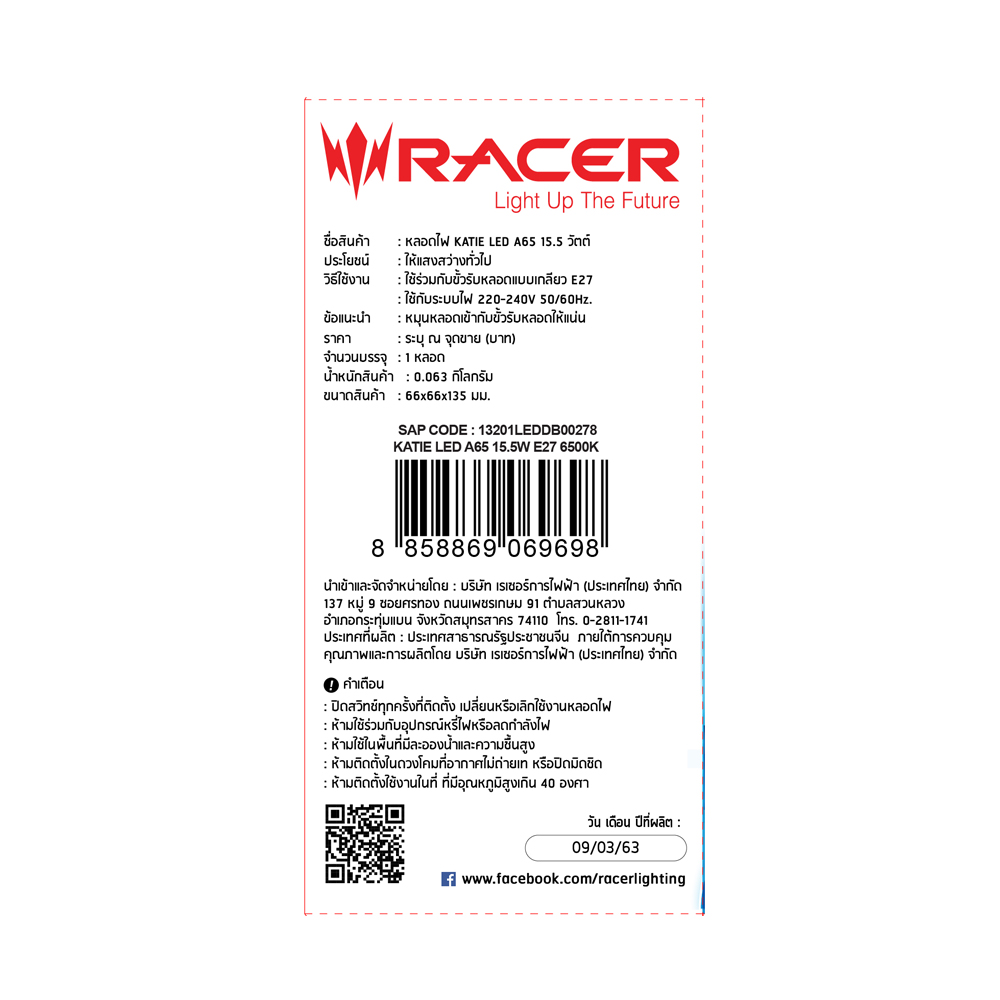 RACER
Light Up The Future
ชื่อสินค้า : หลอดไฟ KATIE LED A65 15.5 วัตต์
ประโยชน์ : ให้แสงสว่างทั่วไป
วิธีใช้งาน : ใช้ร่วมกับขั้วรับหลอดแบบเกลียว E27
: ใช้กับระบบไฟ 220-240V 50/60Hz.
ข้อแนะนำ : หมุนหลอดเข้ากับขั้วรับหลอดให้แน่น
ราคา : ระบุ ณ จุดขาย (บาท)
จำนวนบรรจุ : 1 หลอด
น้ำหนักสินค้า : 0.063 กิโลกรัม
ขนาดสินค้า : 66x66x135 มม.
SAP CODE : 13201LEDDB00278
KATIE LED A65 15.5W E27 6500K
8 858869 069698
นำเข้าและจัดจำหน่ายโดย : บริษัท เรเซอร์การไฟฟ้า (ประเทศไทย) จำกัด
137 หมู่ 9 ซอยศรทอง ถนนเพชรเกษม 91 ตำบลสวนหลวง
อำเภอกระทุ่มแบน จังหวัดสมุทรสาคร 74110 โทร. 0-2811-1741
ประเทศที่ผลิต : ประเทศสาธารณรัฐประชาชนจีน ภายใต้การควบคุม
คุณภาพและการผลิตโดย บริษัท เรเซอร์การไฟฟ้า (ประเทศไทย) จำกัด
! คำเตือน
: ปิดสวิทช์ทุกครั้งที่ติดตั้ง เปลี่ยนหรือเลิกใช้งานหลอดไฟ
: ห้ามใช้ร่วมกับอุปกรณ์หรี่ไฟหรือลดกำลังไฟ
: ห้ามใช้ในพื้นที่มีละอองน้ำและความชื้นสูง
: ห้ามติดตั้งในดวงโคมที่อากาศไม่ถ่ายเท หรือปิดมิดชิด
: ห้ามติดตั้งใช้งานในที่ ที่มีอุณหภูมิสูงเกิน 40 องศา
วัน เดือน ปีที่ผลิต :
09/03/63
www.facebook.com/racerlighting